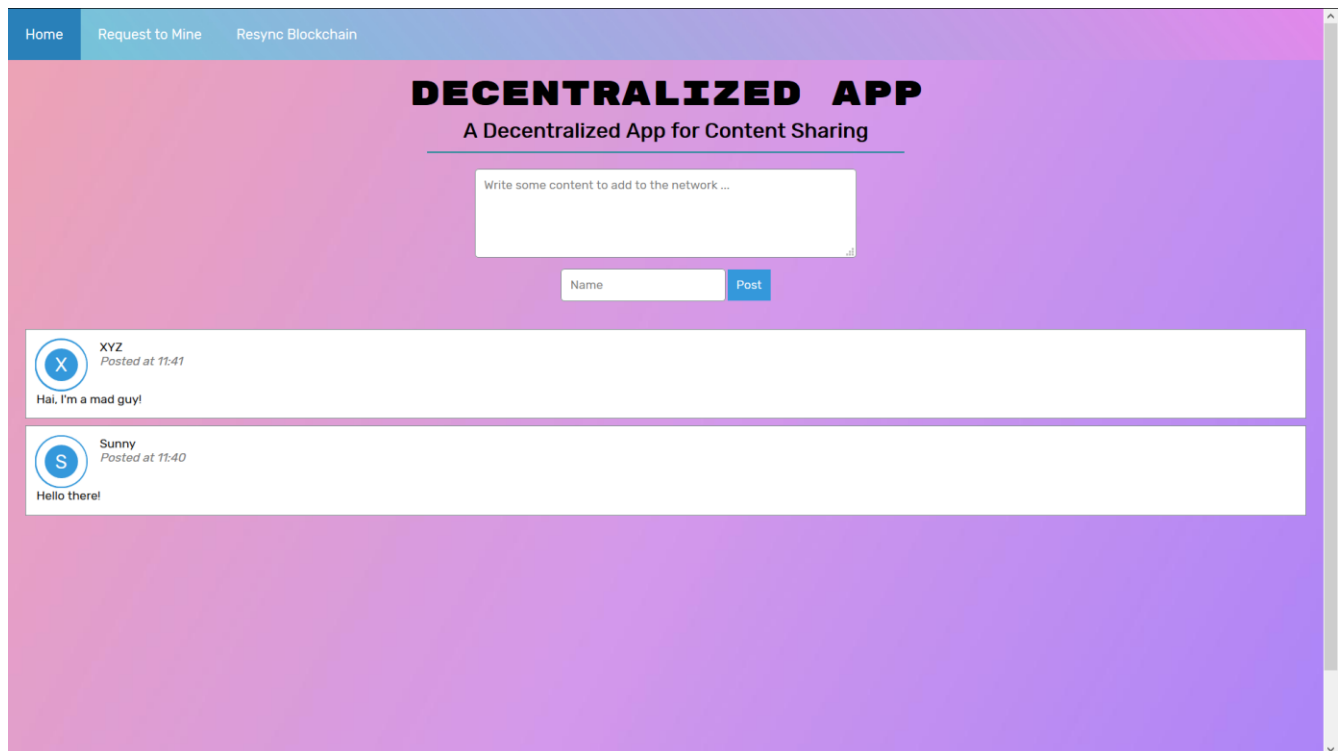 Home Request to Mine Resync Blockchain
DECENTRALIZED APP
A Decentralized App for Content Sharing
Write some content to add to the network ...
Name Post
X XYZ
Posted at 11:41
Hai, I'm a mad guy!
S Sunny
Posted at 11:40
Hello there!